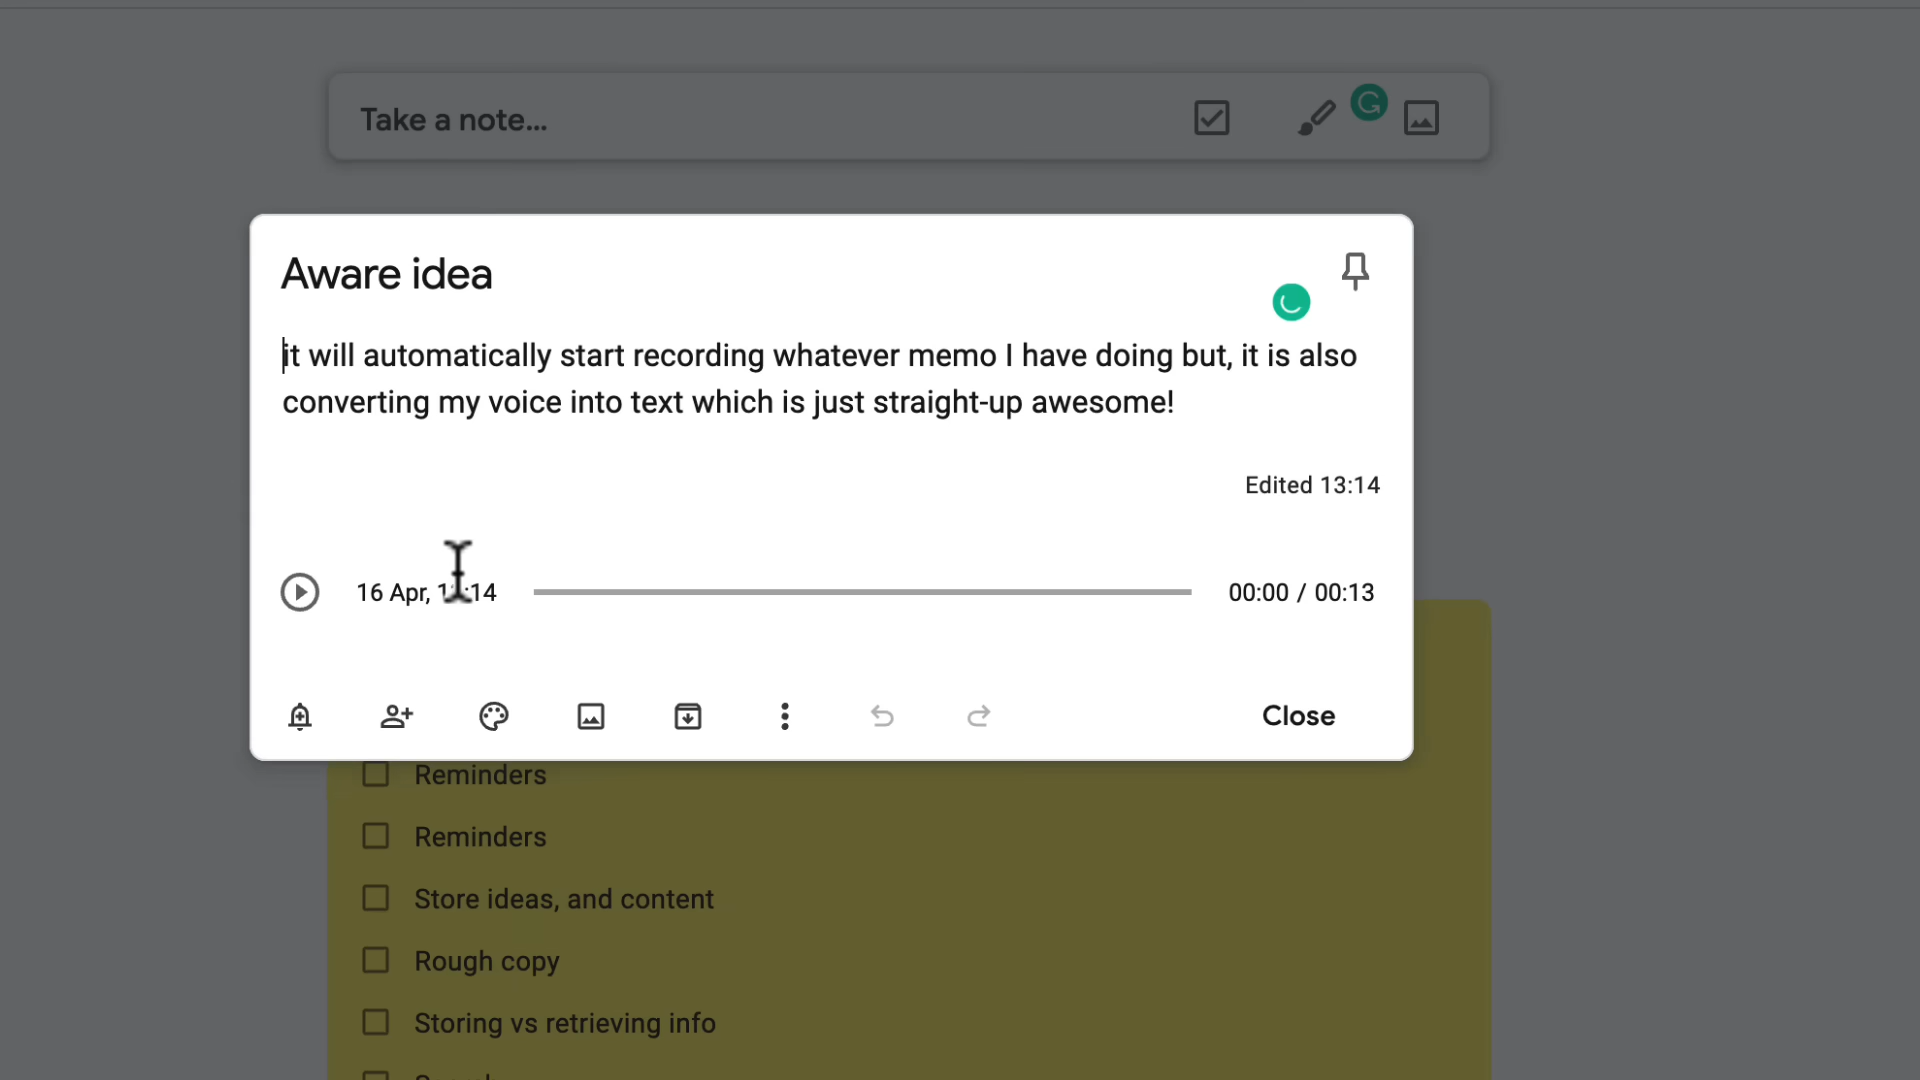 Take a note...
Aware idea
it will automatically start recording whatever memo I have doing but, it is also
converting my voice into text which is just straight-up awesome!
Edited 13:14
16 Apr, 00:00 / 00:13
Close
Reminders
Reminders
Store ideas, and content
Rough copy
Storing vs retrieving info